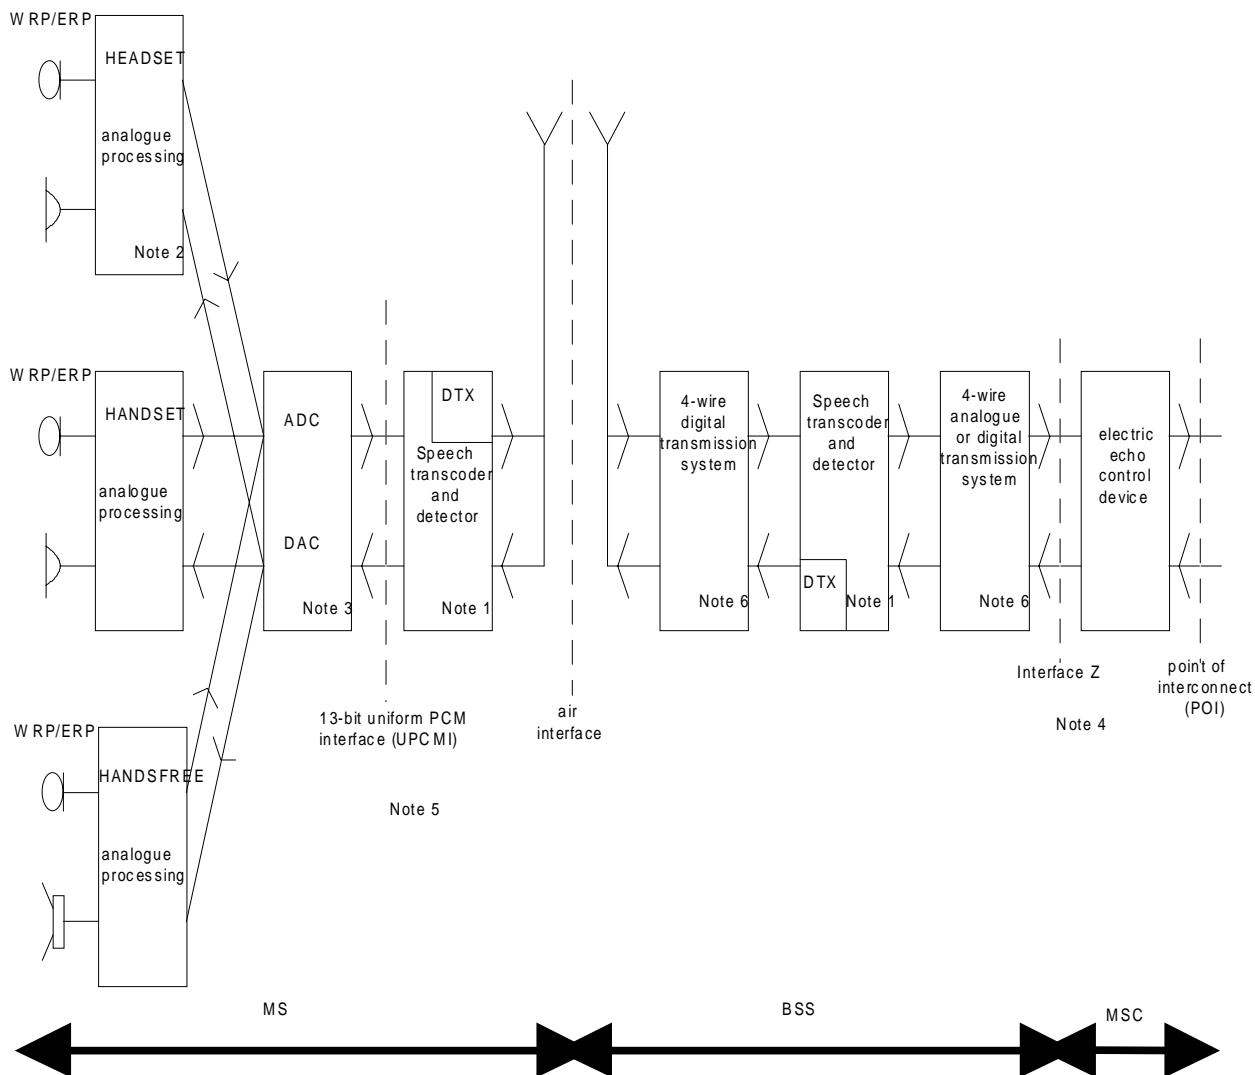 WRP/ERP
HEADSET
analogue
processing
Note 2
WRP/ERP
HANDSET
analogue
processing
ADC
DAC
Note 3
DTX
Speech
transcoder
and
detector
Note 1
4-wire
digital
transmission
system
Note 6
Speech
transcoder
and
detector
DTX
Note 1
4-wire
analogue
or digital
transmission
system
Note 6
electric
echo
control
device
Interface Z
Note 4
point of
interconnect
(POI)
13-bit uniform PCM
interface (UPCMI)
Note 5
air
interface
WRP/ERP
HANDSFREE
analogue
processing
MS
BSS
MSC